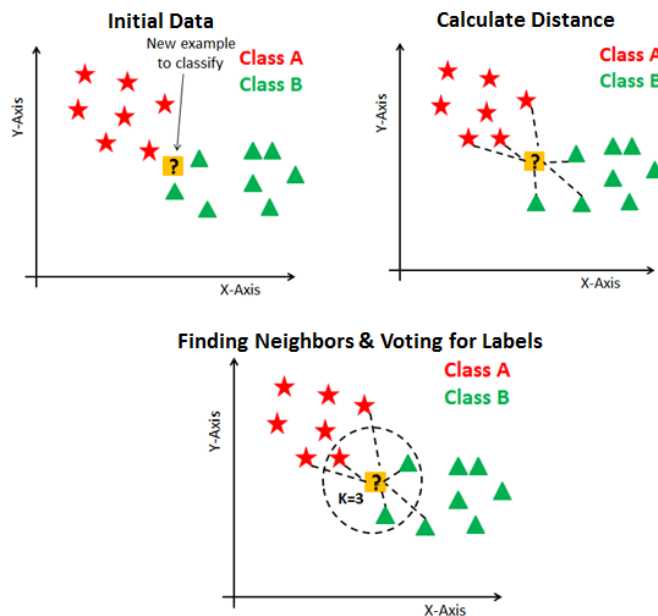 Initial Data
New example
to classify
Class A
Class B
?
Y-Axis
X-Axis
Calculate Distance
Class A
Class B
?
Y-Axis
X-Axis
Finding Neighbors & Voting for Labels
Class A
Class B
?
K=3
Y-Axis
X-Axis